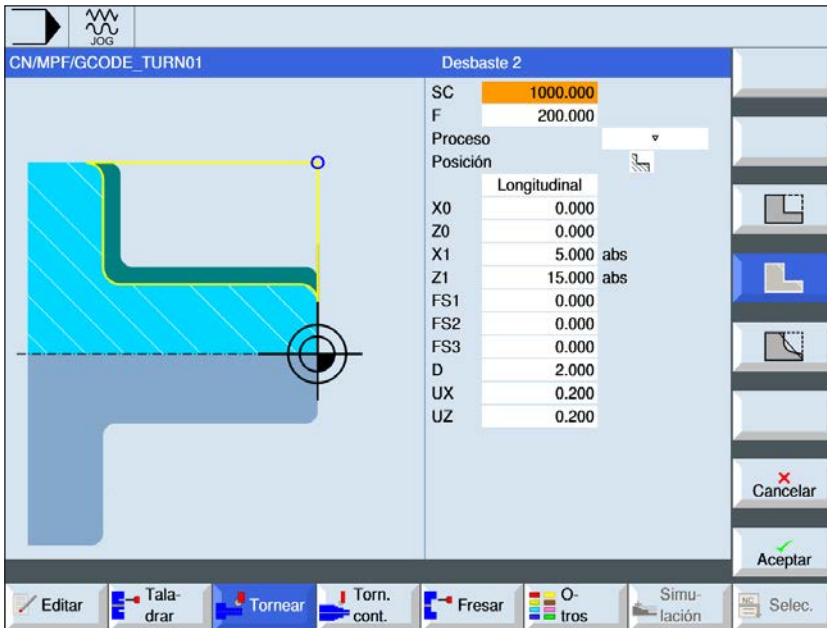 JOG
CN/MPF/GCODE_TURN01
Desbaste 2
SC 1000.000
F 200.000
Proceso ▿
Posición
Longitudinal
X0 0.000
Z0 0.000
X1 5.000 abs
Z1 15.000 abs
FS1 0.000
FS2 0.000
FS3 0.000
D 2.000
UX 0.200
UZ 0.200
Cancelar
Aceptar
Editar
Tala-
drar
Tornear
Torn.
cont.
Fresar
O-
tros
Simu-
lación
NC
Selec.